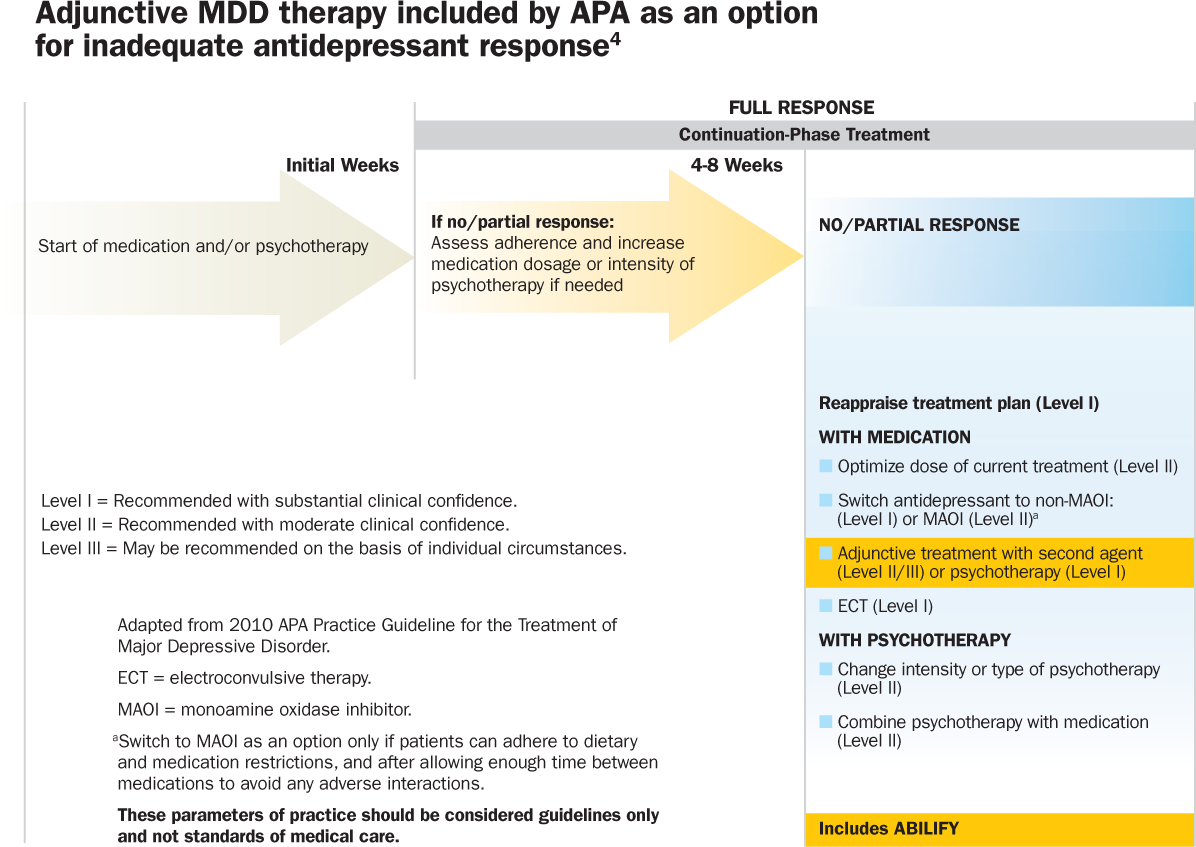 Adjunctive MDD therapy included by APA as an option
for inadequate antidepressant response4
FULL RESPONSE
Continuation-Phase Treatment
Initial Weeks
4-8 Weeks
Start of medication and/or psychotherapy
If no/partial response:
Assess adherence and increase
medication dosage or intensity of
psychotherapy if needed
NO/PARTIAL RESPONSE
Reappraise treatment plan (Level I)
WITH MEDICATION
Optimize dose of current treatment (Level II)
Switch antidepressant to non-MAOI:
(Level I) or MAOI (Level II)a
Adjunctive treatment with second agent
(Level II/III) or psychotherapy (Level I)
ECT (Level I)
WITH PSYCHOTHERAPY
Change intensity or type of psychotherapy
(Level II)
Combine psychotherapy with medication
(Level II)
Includes ABILIFY
Level I = Recommended with substantial clinical confidence.
Level II = Recommended with moderate clinical confidence.
Level III = May be recommended on the basis of individual circumstances.
Adapted from 2010 APA Practice Guideline for the Treatment of
Major Depressive Disorder.
ECT = electroconvulsive therapy.
MAOI = monoamine oxidase inhibitor.
aSwitch to MAOI as an option only if patients can adhere to dietary
and medication restrictions, and after allowing enough time between
medications to avoid any adverse interactions.
These parameters of practice should be considered guidelines only
and not standards of medical care.